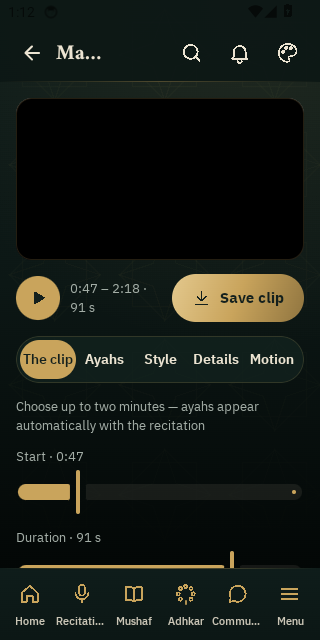 1:12
Ma...
0:47 – 2:18 ·
91 s
Save clip
The clip
Ayahs
Style
Details
Motion
Choose up to two minutes — ayahs appear
automatically with the recitation
Start · 0:47
Duration · 91 s
Home
Recitati...
Mushaf
Adhkar
Commu...
Menu